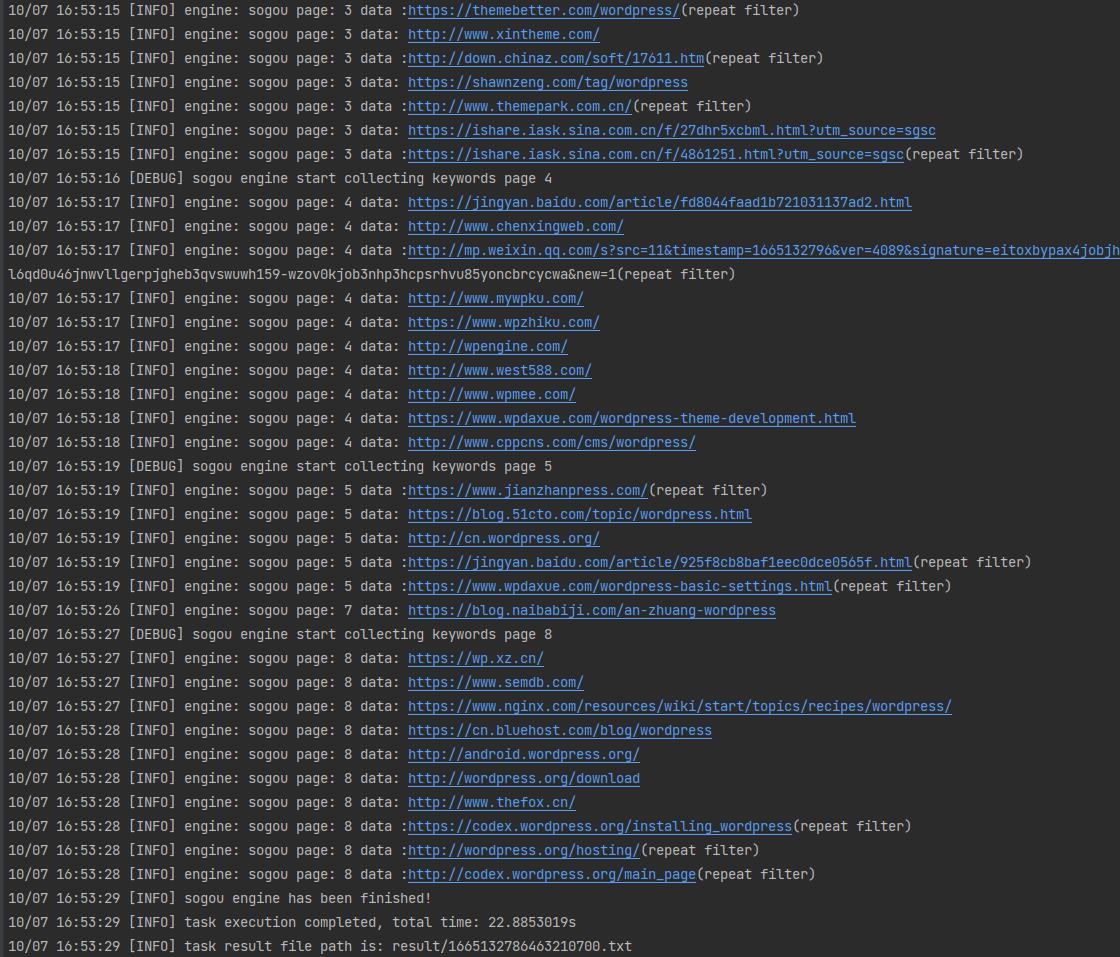 10/07 16:53:15 [INFO] engine: sogou page: 3 data :https://themebetter.com/wordpress/(repeat filter)
10/07 16:53:15 [INFO] engine: sogou page: 3 data: http://www.xintheme.com/
10/07 16:53:15 [INFO] engine: sogou page: 3 data :http://down.chinaz.com/soft/17611.htm(repeat filter)
10/07 16:53:15 [INFO] engine: sogou page: 3 data: https://shawnzeng.com/tag/wordpress
10/07 16:53:15 [INFO] engine: sogou page: 3 data :http://www.themepark.com.cn/(repeat filter)
10/07 16:53:15 [INFO] engine: sogou page: 3 data: https://ishare.iask.sina.com.cn/f/27dhr5xcbml.html?utm_source=sgsc
10/07 16:53:15 [INFO] engine: sogou page: 3 data :https://ishare.iask.sina.com.cn/f/4861251.html?utm_source=sgsc(repeat filter)
10/07 16:53:16 [DEBUG] sogou engine start collecting keywords page 4
10/07 16:53:17 [INFO] engine: sogou page: 4 data: https://jingyan.baidu.com/article/fd8044faad1b721031137ad2.html
10/07 16:53:17 [INFO] engine: sogou page: 4 data: http://www.chenxingweb.com/
10/07 16:53:17 [INFO] engine: sogou page: 4 data :http://mp.weixin.qq.com/s?src=11&timestamp=1665132796&ver=4089&signature=eitoxbypax4jobjh
l6qd0u46jnwvllgerpjgheb3qvswuwh159-wzov0kjob3nhp3hcpsrhvu85yoncbrcycwa&new=1(repeat filter)
10/07 16:53:17 [INFO] engine: sogou page: 4 data: http://www.mywpku.com/
10/07 16:53:17 [INFO] engine: sogou page: 4 data: https://www.wpzhiku.com/
10/07 16:53:17 [INFO] engine: sogou page: 4 data: http://wpengine.com/
10/07 16:53:18 [INFO] engine: sogou page: 4 data: https://www.west588.com/
10/07 16:53:18 [INFO] engine: sogou page: 4 data: http://www.wpmee.com/
10/07 16:53:18 [INFO] engine: sogou page: 4 data: https://www.wpdaxue.com/wordpress-theme-development.html
10/07 16:53:18 [INFO] engine: sogou page: 4 data: http://www.cppcns.com/cms/wordpress/
10/07 16:53:19 [DEBUG] sogou engine start collecting keywords page 5
10/07 16:53:19 [INFO] engine: sogou page: 5 data :https://www.jianzhanpress.com/(repeat filter)
10/07 16:53:19 [INFO] engine: sogou page: 5 data: https://blog.51cto.com/topic/wordpress.html
10/07 16:53:19 [INFO] engine: sogou page: 5 data: http://cn.wordpress.org/
10/07 16:53:19 [INFO] engine: sogou page: 5 data :https://jingyan.baidu.com/article/925f8cb8baf1eec0dce0565f.html(repeat filter)
10/07 16:53:19 [INFO] engine: sogou page: 5 data :https://www.wpdaxue.com/wordpress-basic-settings.html(repeat filter)
10/07 16:53:26 [INFO] engine: sogou page: 7 data: https://blog.naibabiji.com/an-zhuang-wordpress
10/07 16:53:27 [DEBUG] sogou engine start collecting keywords page 8
10/07 16:53:27 [INFO] engine: sogou page: 8 data: https://wp.xz.cn/
10/07 16:53:27 [INFO] engine: sogou page: 8 data: https://www.semdb.com/
10/07 16:53:27 [INFO] engine: sogou page: 8 data: https://www.nginx.com/resources/wiki/start/topics/recipes/wordpress/
10/07 16:53:28 [INFO] engine: sogou page: 8 data: https://cn.bluehost.com/blog/wordpress
10/07 16:53:28 [INFO] engine: sogou page: 8 data: http://android.wordpress.org/
10/07 16:53:28 [INFO] engine: sogou page: 8 data: http://wordpress.org/download
10/07 16:53:28 [INFO] engine: sogou page: 8 data: http://www.thefox.cn/
10/07 16:53:28 [INFO] engine: sogou page: 8 data :https://codex.wordpress.org/installing_wordpress(repeat filter)
10/07 16:53:28 [INFO] engine: sogou page: 8 data :http://wordpress.org/hosting/(repeat filter)
10/07 16:53:28 [INFO] engine: sogou page: 8 data :http://codex.wordpress.org/main_page(repeat filter)
10/07 16:53:29 [INFO] sogou engine has been finished!
10/07 16:53:29 [INFO] task execution completed, total time: 22.8853019s
10/07 16:53:29 [INFO] task result file path is: result/1665132786463210700.txt